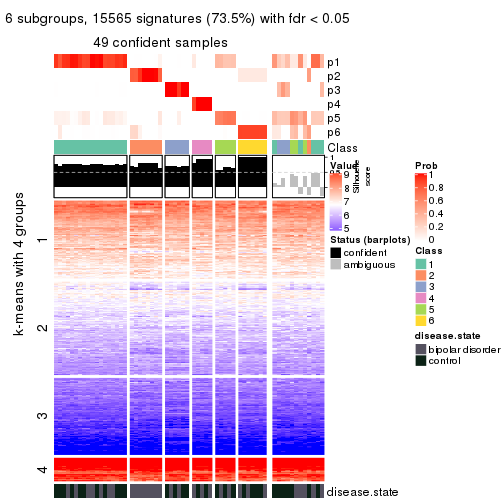 6 subgroups, 15565 signatures (73.5%) with fdr < 0.05
49 confident samples
p1
p2
p3
p4
p5
p6
Class
1
Silhouette
score
k-means with 4 groups
1
2
3
4
disease.state
Value
9
8
7
6
5
Status (barplots)
confident
ambiguous
Prob
1
0.8
0.6
0.4
0.2
0
Class
1
2
3
4
5
6
disease.state
bipolar disorder
control